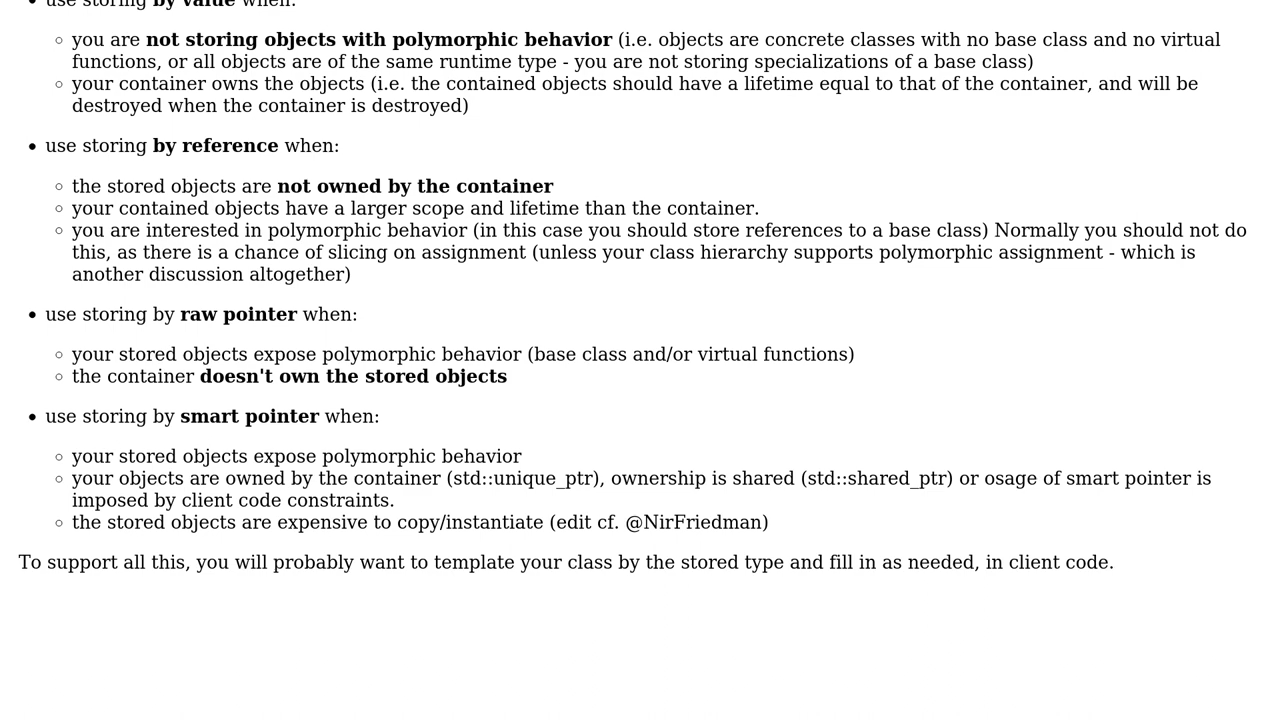 use storing by value when:
you are not storing objects with polymorphic behavior (i.e. objects are concrete classes with no base class and no virtual
functions, or all objects are of the same runtime type - you are not storing specializations of a base class)
your container owns the objects (i.e. the contained objects should have a lifetime equal to that of the container, and will be
destroyed when the container is destroyed)
use storing by reference when:
the stored objects are not owned by the container
your contained objects have a larger scope and lifetime than the container.
you are interested in polymorphic behavior (in this case you should store references to a base class) Normally you should not do
this, as there is a chance of slicing on assignment (unless your class hierarchy supports polymorphic assignment - which is
another discussion altogether)
use storing by raw pointer when:
your stored objects expose polymorphic behavior (base class and/or virtual functions)
the container doesn't own the stored objects
use storing by smart pointer when:
your stored objects expose polymorphic behavior
your objects are owned by the container (std::unique_ptr), ownership is shared (std::shared_ptr) or osage of smart pointer is
imposed by client code constraints.
the stored objects are expensive to copy/instantiate (edit cf. @NirFriedman)
To support all this, you will probably want to template your class by the stored type and fill in as needed, in client code.